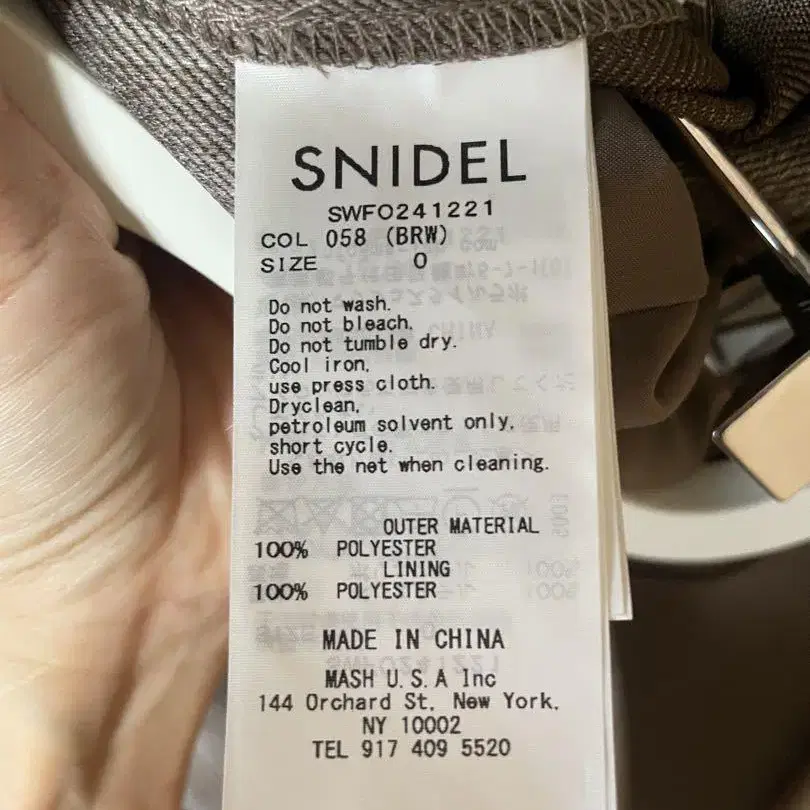 SNIDEL
SWFO241221
COL 058 (BRW)
SIZE 0
Do not wash.
Do not bleach.
Do not tumble dry.
Cool iron,
use press cloth.
Dryclean,
petroleum solvent only,
short cycle.
Use the net when cleaning.
OUTER MATERIAL
100% POLYESTER
LINING
100% POLYESTER
MADE IN CHINA
MASH U.S.A Inc
144 Orchard St, New York,
NY 10002
TEL 917 409 5520